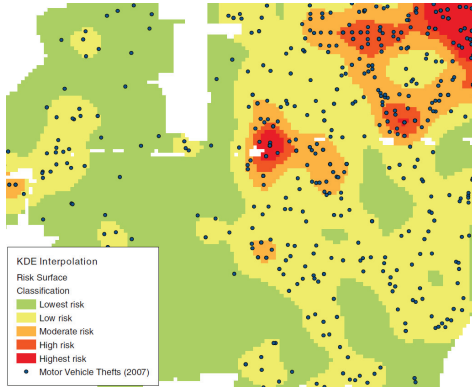 KDE Interpolation
Risk Surface
Classification
Lowest risk
Low risk
Moderate risk
High risk
Highest risk
Motor Vehicle Thefts (2007)